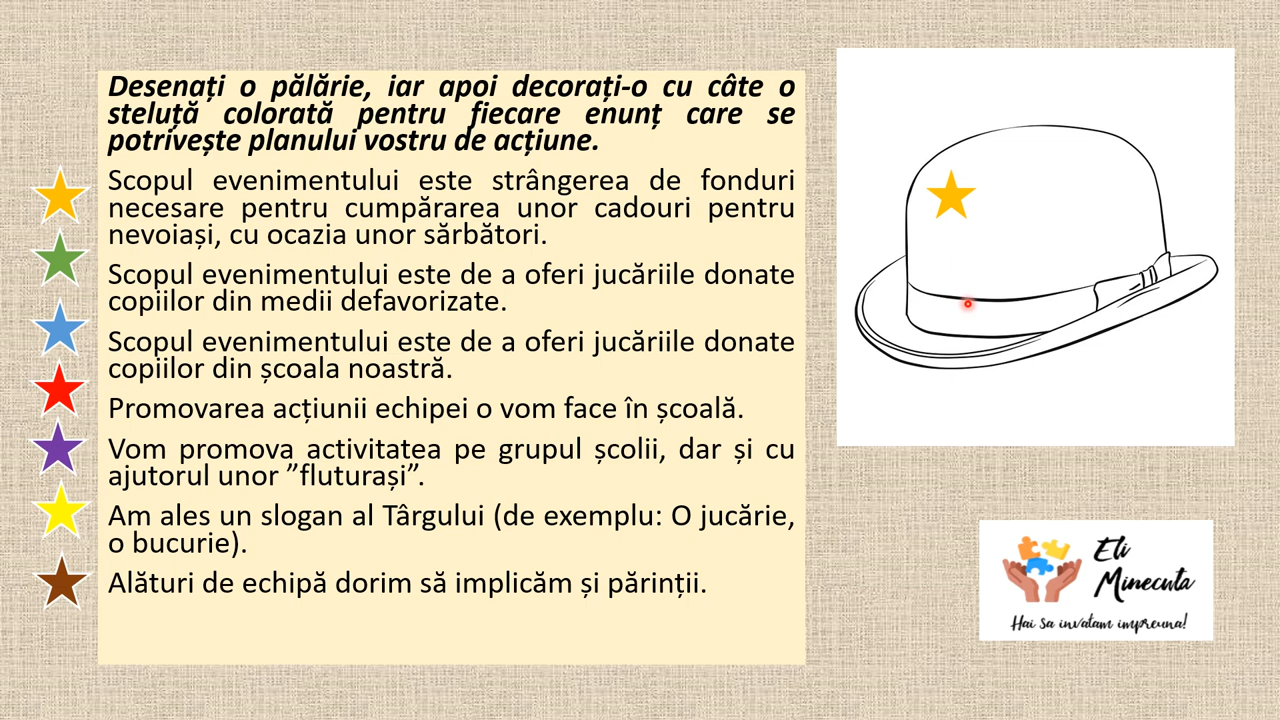 Desenați o pălărie, iar apoi decorați-o cu câte o
steluță colorată pentru fiecare enunț care se
potrivește planului vostru de acțiune.
Scopul evenimentului este strângerea de fonduri
necesare pentru cumpărarea unor cadouri pentru
nevoiași, cu ocazia unor sărbători.
Scopul evenimentului este de a oferi jucăriile donate
copiilor din medii defavorizate.
Scopul evenimentului este de a oferi jucăriile donate
copiilor din școala noastră.
Promovarea acțiunii echipei o vom face în școală.
Vom promova activitatea pe grupul școlii, dar și cu
ajutorul unor ”fluturași”.
Am ales un slogan al Târgului (de exemplu: O jucărie,
o bucurie).
Alături de echipă dorim să implicăm și părinții.
Eli
Minecuta
Hai sa invatam impreuna!